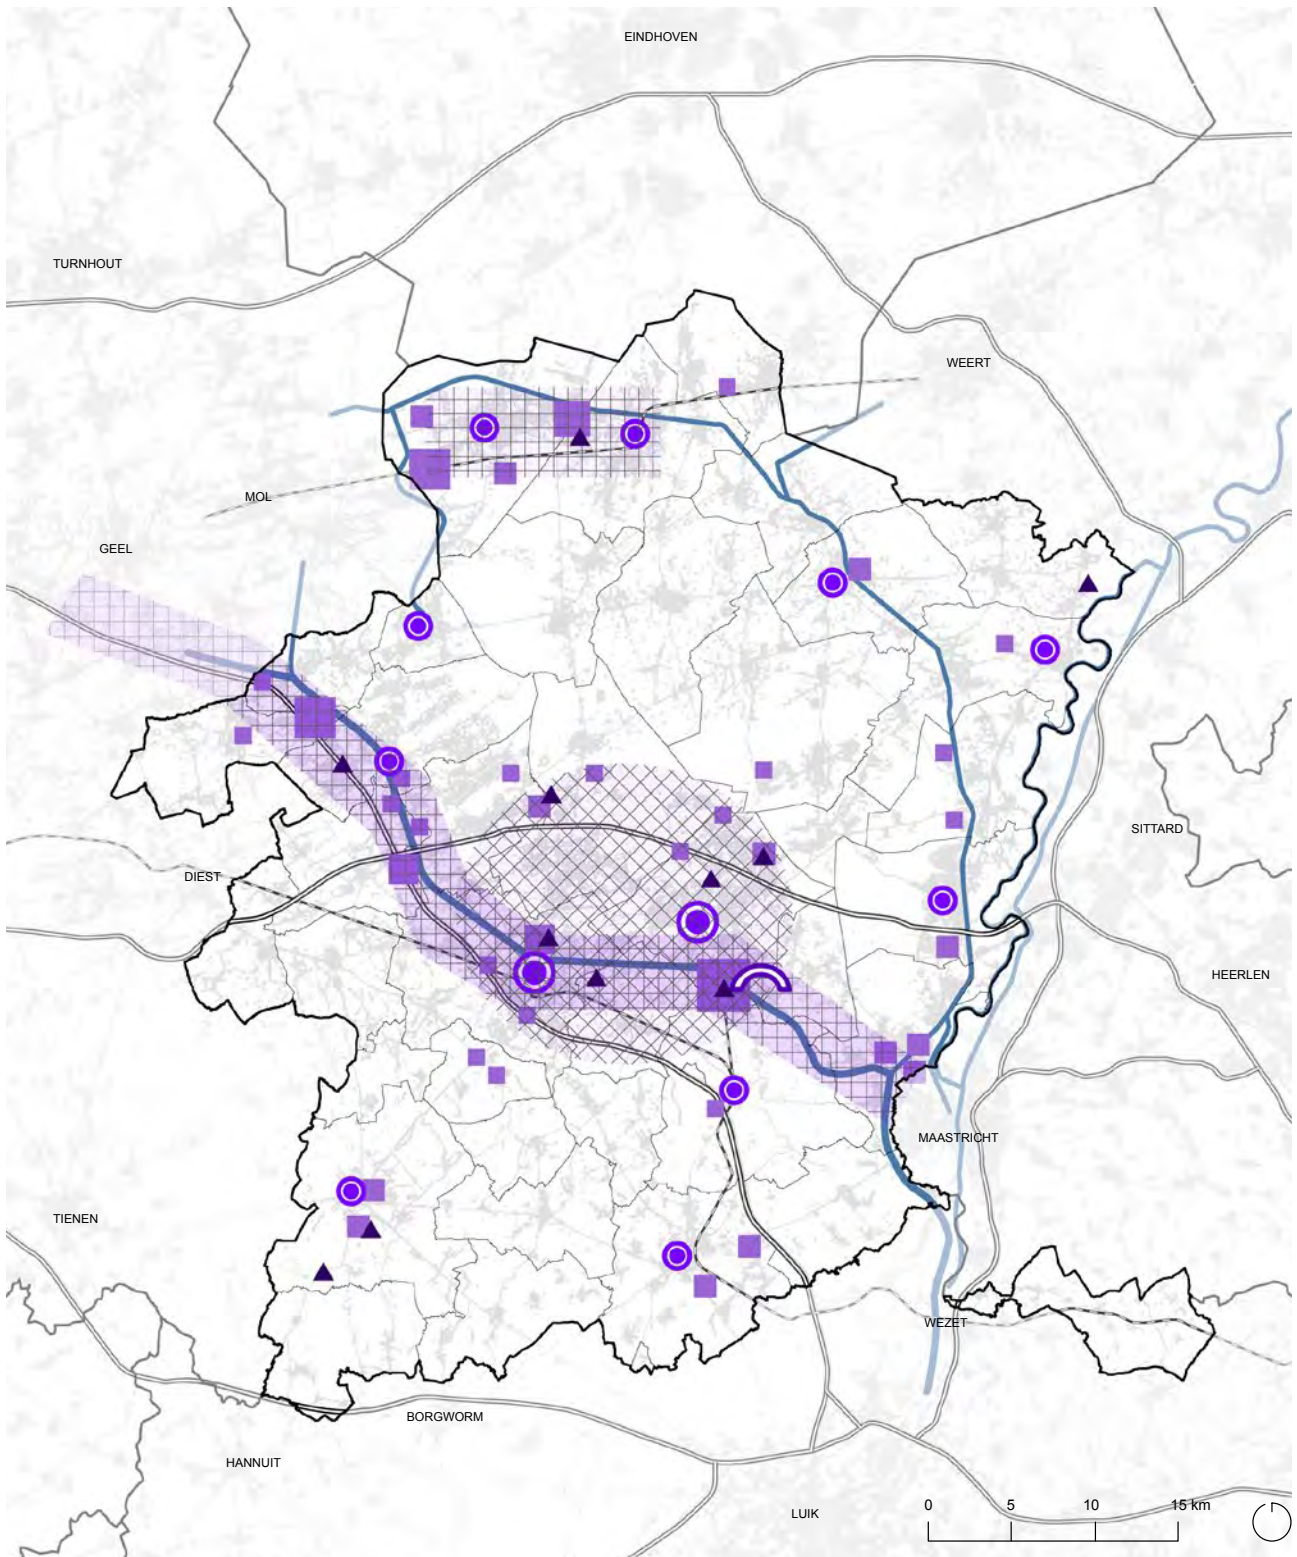 EINDHOVEN
TURNHOUT
WEERT
MOL
GEEL
SITTARD
DIEST
HEERLEN
MAASTRICHT
TIENEN
WEZET
BORGWORM
HANNUIT
LUIK
0 5 10 15 km